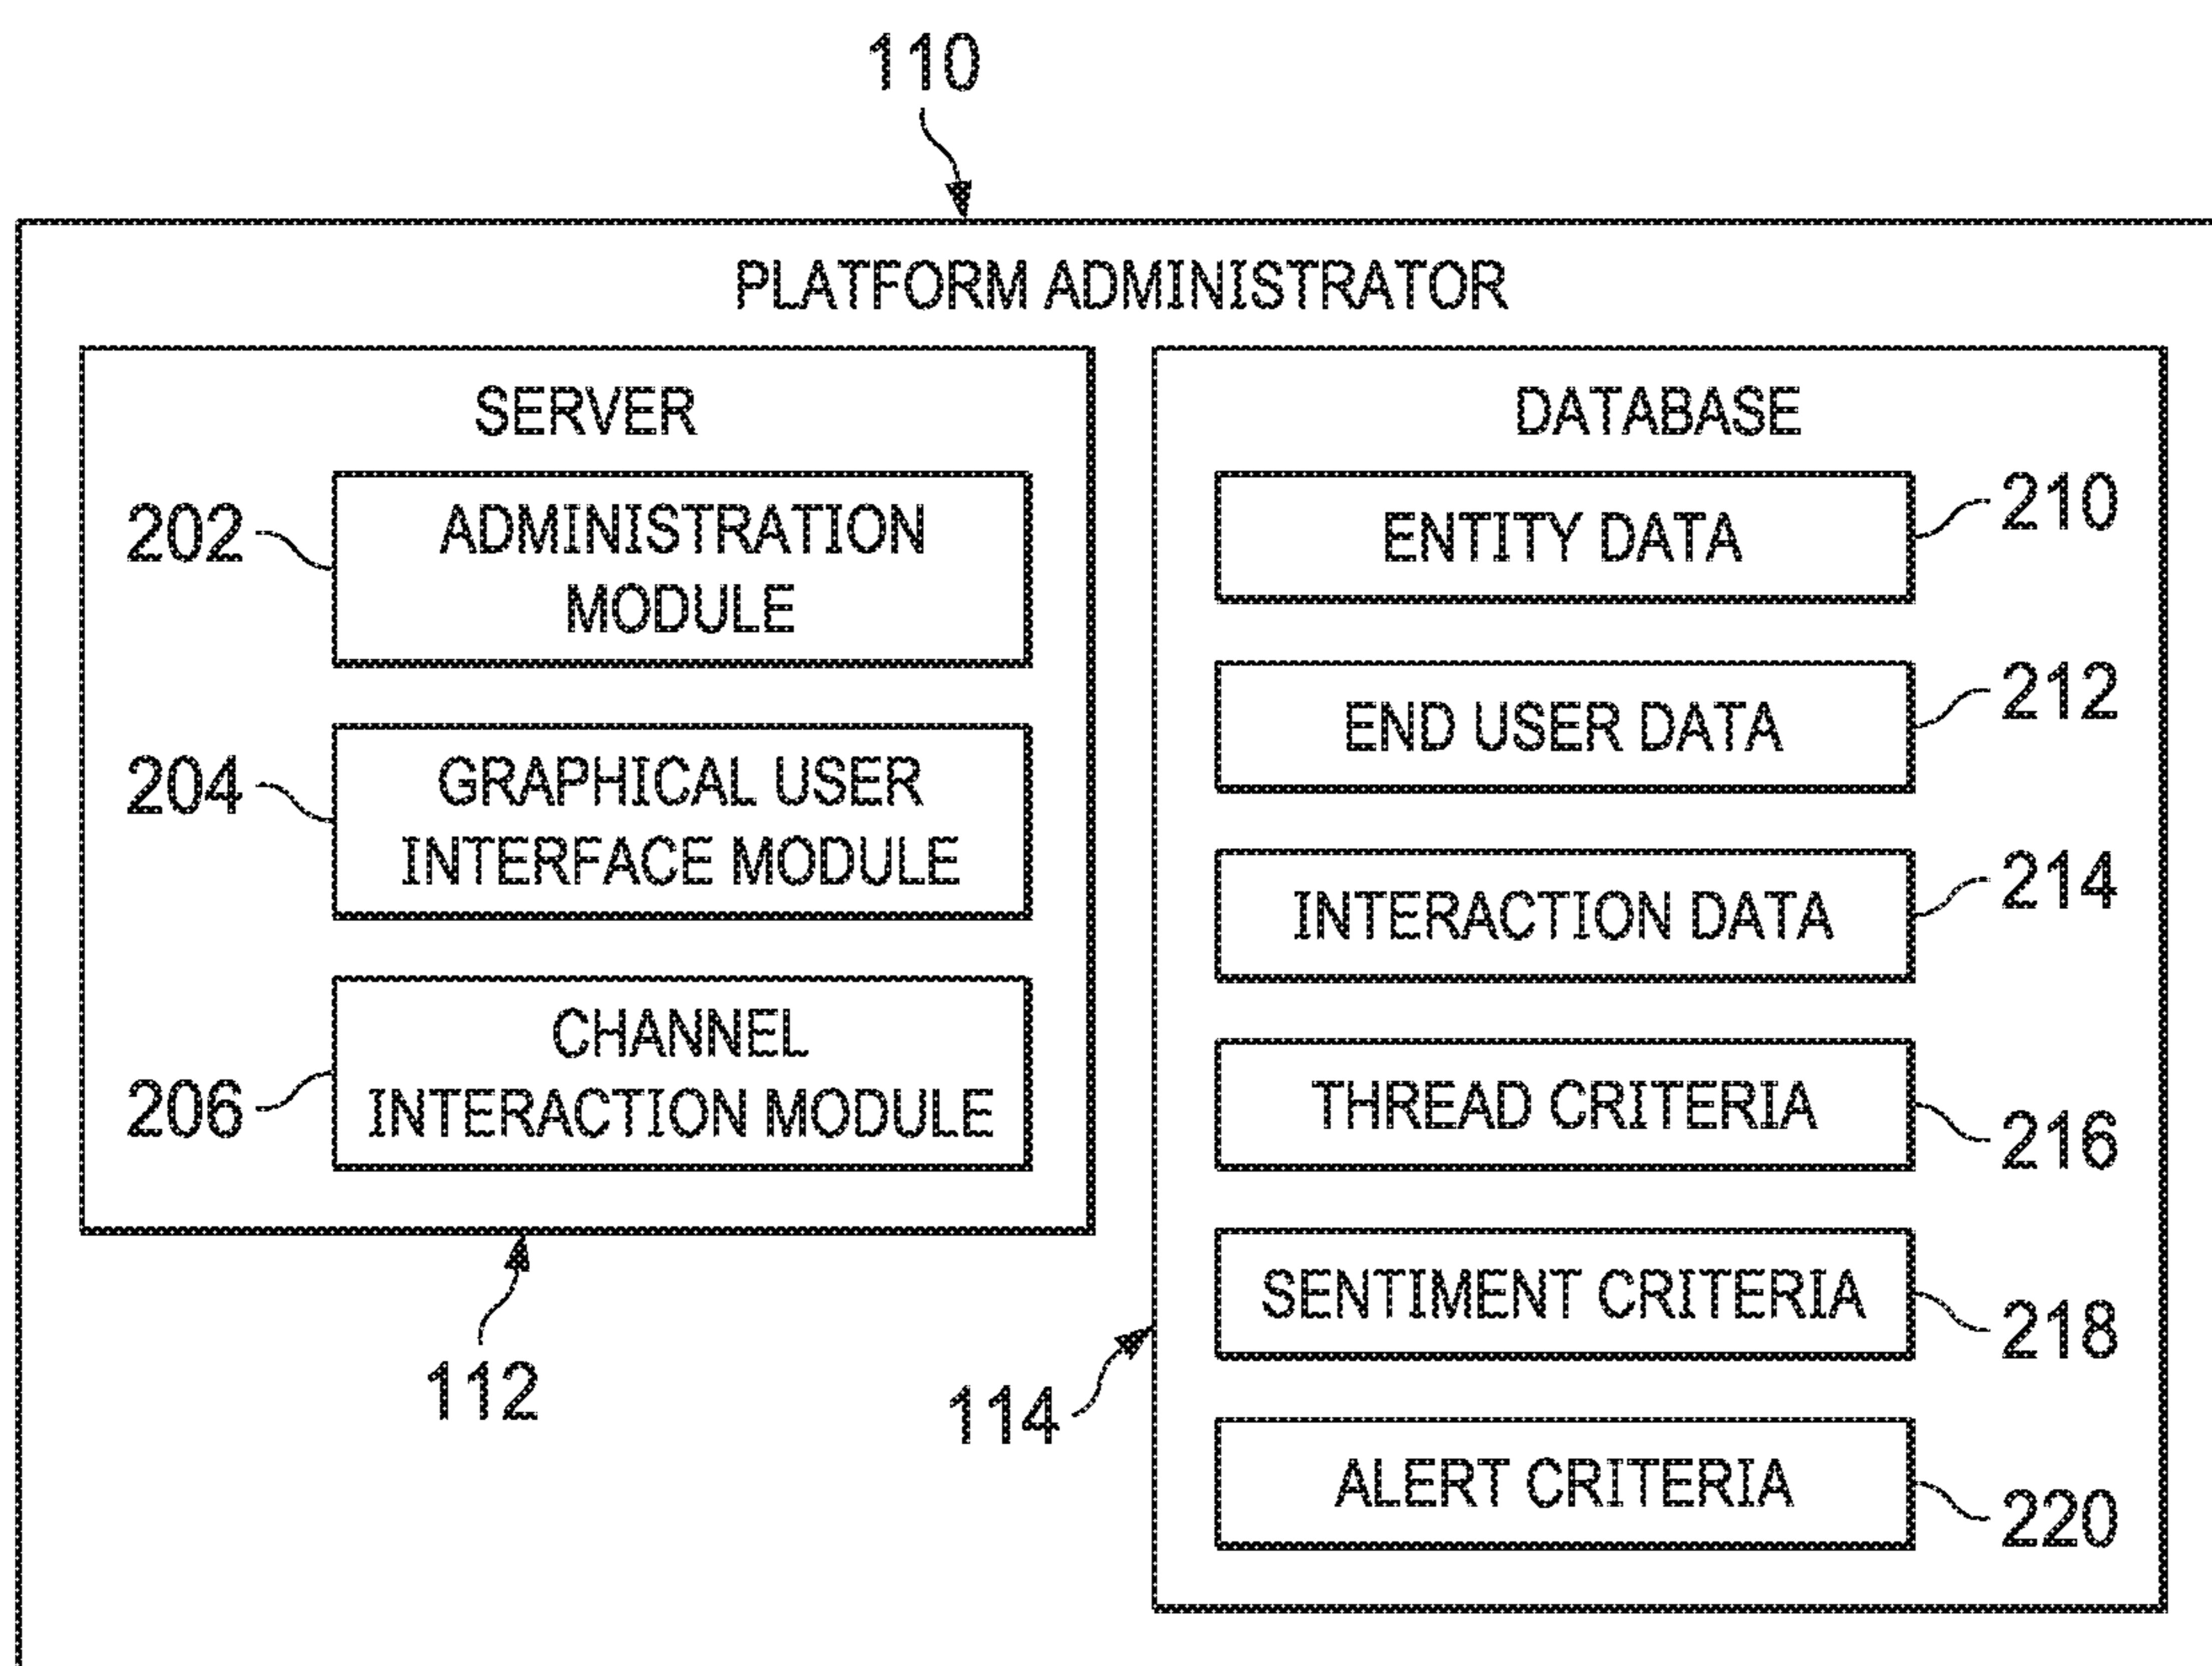 110
PLATFORM ADMINISTRATOR
SERVER
202
ADMINISTRATION
MODULE
204
GRAPHICAL USER
INTERFACE MODULE
206
CHANNEL
INTERACTION MODULE
112
DATABASE
ENTITY DATA
210
END USER DATA
212
INTERACTION DATA
214
THREAD CRITERIA
216
SENTIMENT CRITERIA
218
ALERT CRITERIA
220
114